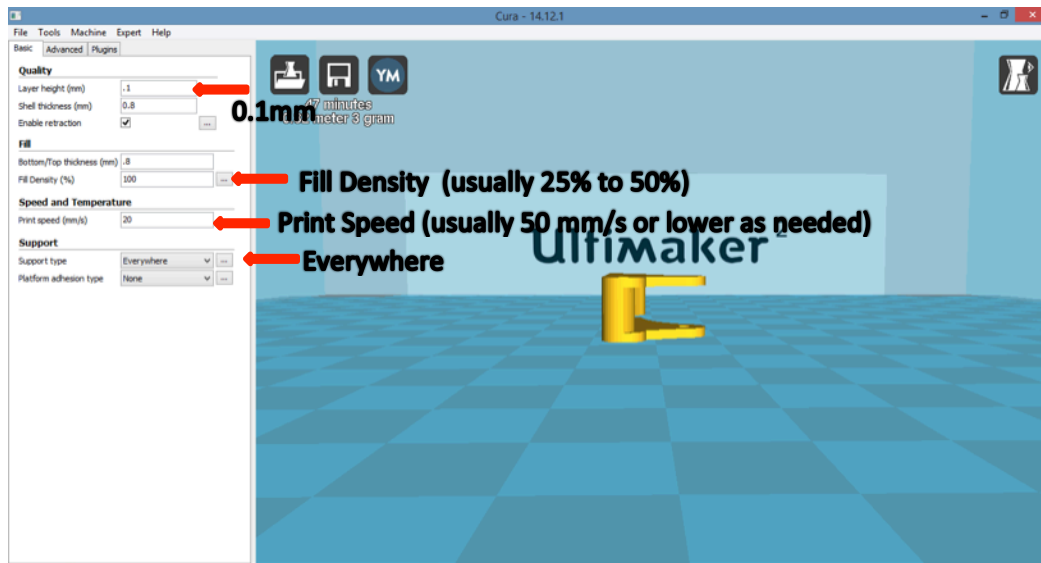 Cura - 14.12.1
File Tools Machine Expert Help
Basic Advanced Plugins
Quality
Layer height (mm) .1
Shell thickness (mm) 0.8
Enable retraction ...
Fill
Bottom/Top thickness (mm) .8
Fill Density (%) 100 ...
Speed and Temperature
Print speed (mm/s) 20
Support
Support type Everywhere ...
Platform adhesion type None ...
YM
47 minutes
0.1mm
meter 3 gram
Fill Density (usually 25% to 50%)
Print Speed (usually 50 mm/s or lower as needed)
Ultimaker 2
Everywhere